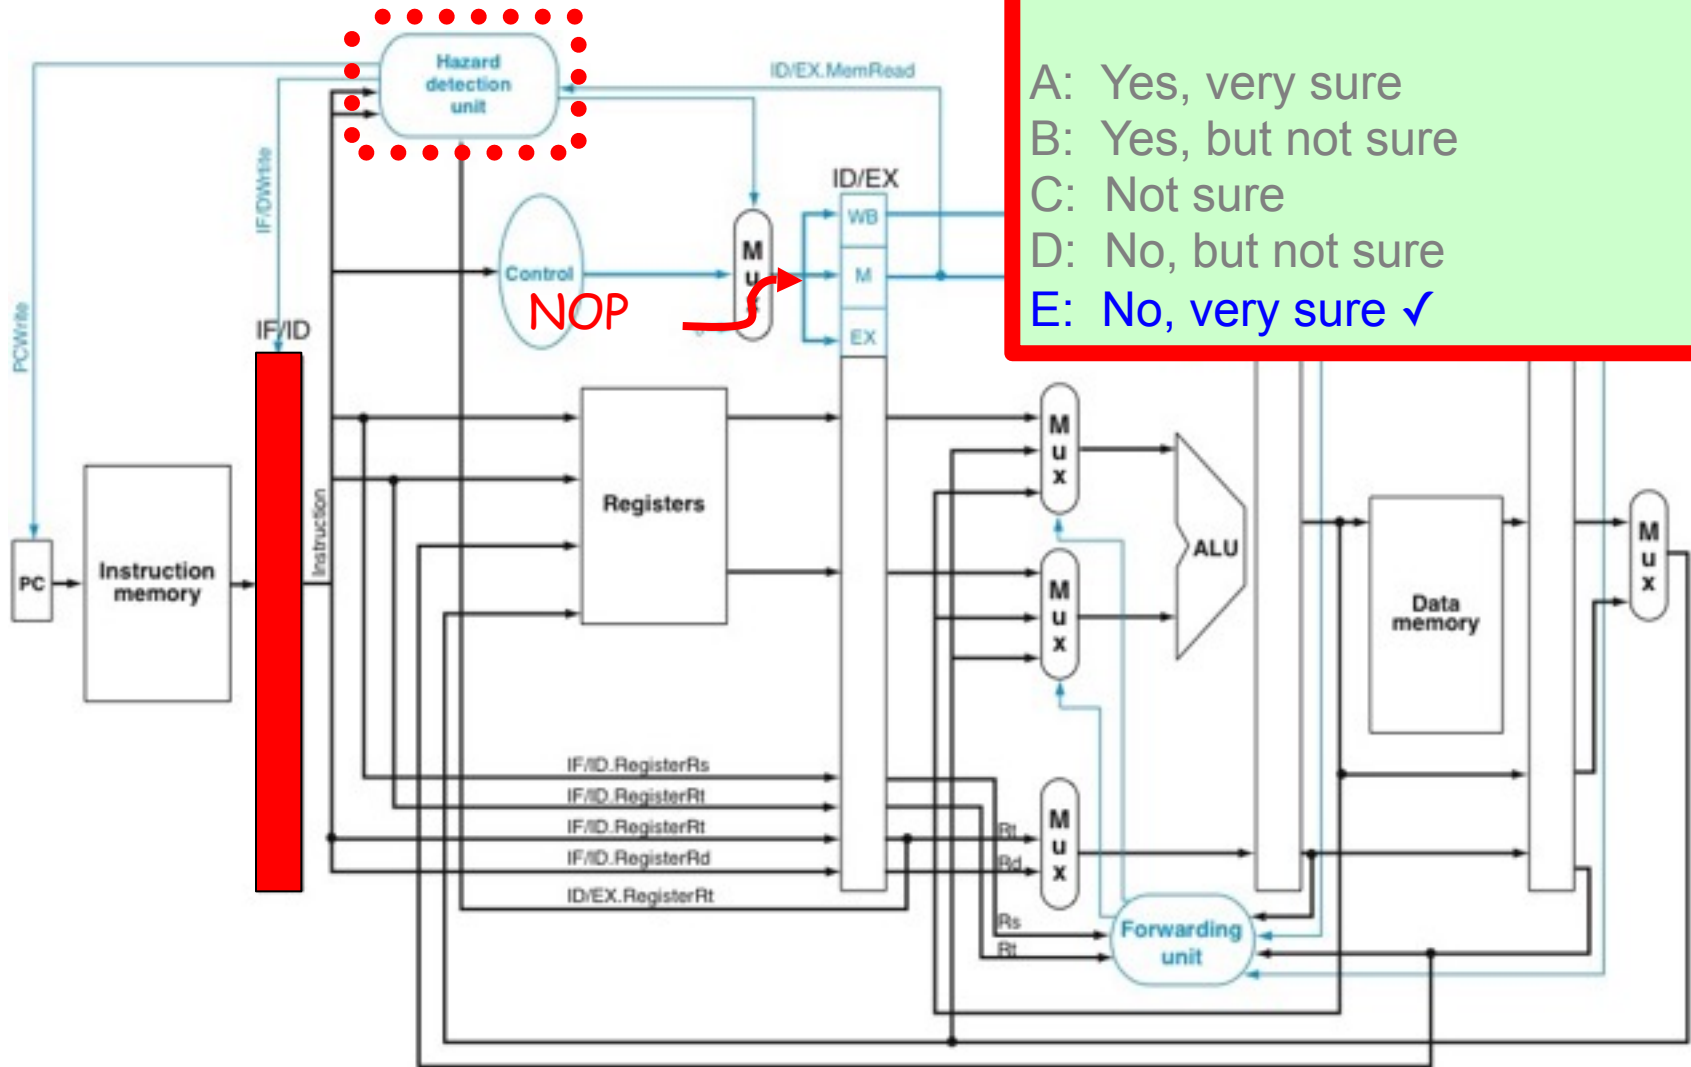 Hazard
detection
unit
ID/EX.MemRead
A: Yes, very sure
B: Yes, but not sure
C: Not sure
D: No, but not sure
E: No, very sure ✓
IF/DWrite
PCWrite
ID/EX
WB
M
EX
Control
NOP
M
u
IF/ID
Instruction
PC
Instruction
memory
Registers
M
u
x
M
u
x
ALU
Data
memory
M
u
x
IF/ID.RegisterRs
IF/ID.RegisterRt
IF/ID.RegisterRt
IF/ID.RegisterRd
ID/EX.RegisterRt
Rt
Rd
M
u
x
Rs
Rt
Forwarding
unit